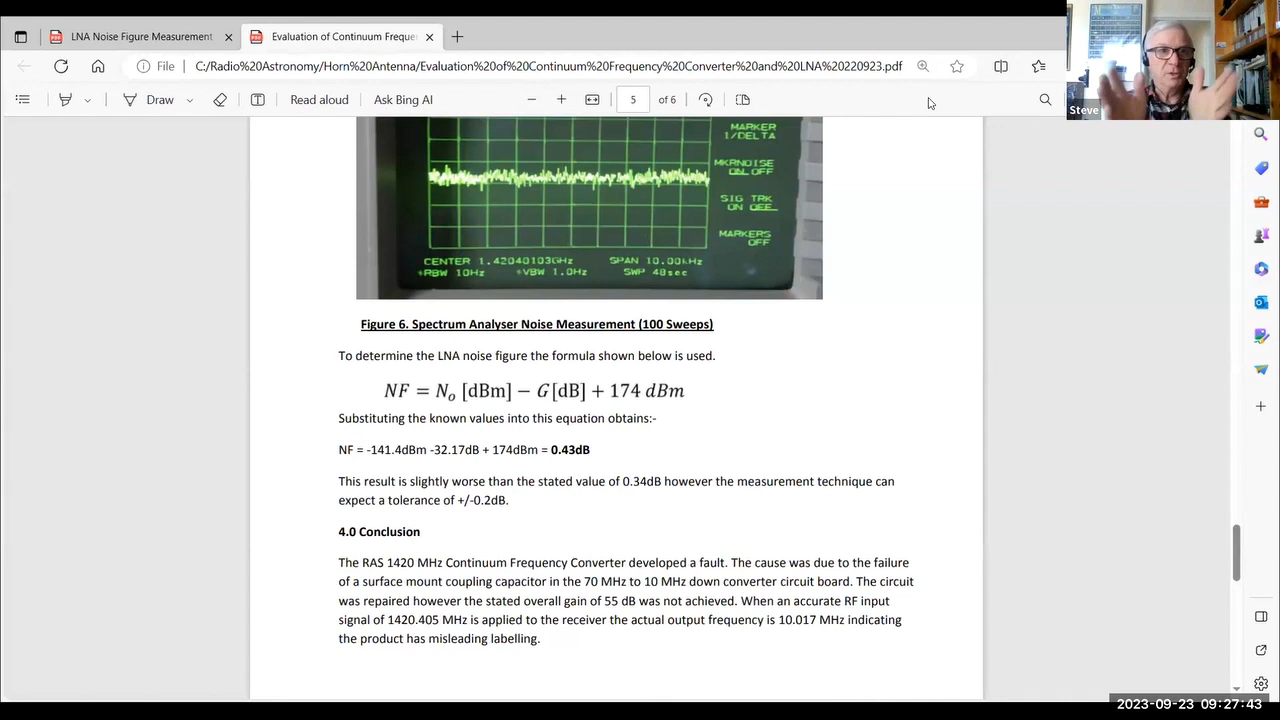 LNA Noise Figure Measurement
Evaluation of Continuum Freque
File
C:/Radio%20Astronomy/Horn%20Antenna/Evaluation%20of%20Continuum%20Frequency%20Converter%20and%20LNA%20220923.pdf
Draw
Read aloud
Ask Bing AI
5
of 6
Steve
MARKER
1/DELTA
MKRNOISE
ON OFF
SIG TRK
ON OFF
MARKERS
OFF
CENTER 1.42040103GHz SPAN 10.00kHz
*RBW 10Hz *VBW 1.0Hz SWP 48sec
Figure 6. Spectrum Analyser Noise Measurement (100 Sweeps)
To determine the LNA noise figure the formula shown below is used.
NF = Nₒ [dBm] − G[dB] + 174 dBm
Substituting the known values into this equation obtains:-
NF = -141.4dBm -32.17dB + 174dBm = 0.43dB
This result is slightly worse than the stated value of 0.34dB however the measurement technique can
expect a tolerance of +/-0.2dB.
4.0 Conclusion
The RAS 1420 MHz Continuum Frequency Converter developed a fault. The cause was due to the failure
of a surface mount coupling capacitor in the 70 MHz to 10 MHz down converter circuit board. The circuit
was repaired however the stated overall gain of 55 dB was not achieved. When an accurate RF input
signal of 1420.405 MHz is applied to the receiver the actual output frequency is 10.017 MHz indicating
the product has misleading labelling.
2023-09-23 09:27:43